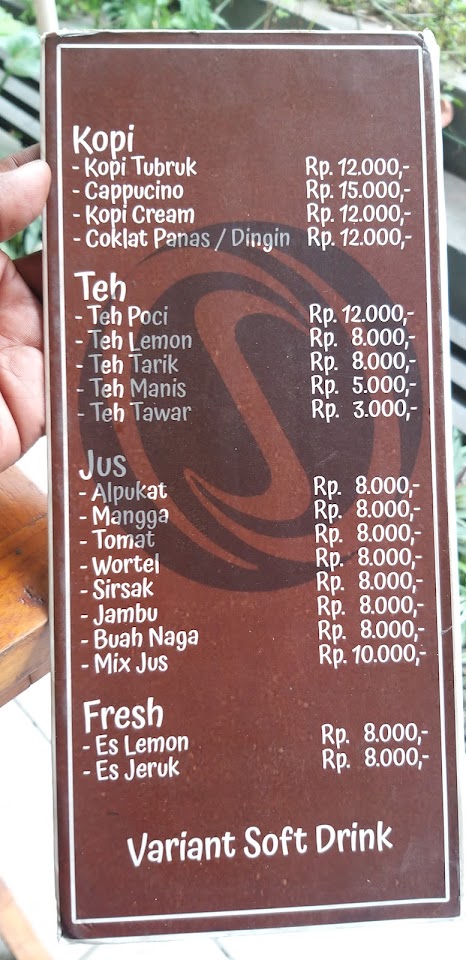 Kopi
- Kopi Tubruk Rp. 12.000,-
- Cappucino Rp. 15.000,-
- Kopi Cream Rp. 12.000,-
- Coklat Panas / Dingin Rp. 12.000,-
Teh
- Teh Poci Rp. 12.000,-
- Teh Lemon Rp. 8.000,-
- Teh Tarik Rp. 8.000,-
- Teh Manis Rp. 5.000,-
- Teh Tawar Rp. 3.000,-
Jus
- Alpukat Rp. 8.000,-
- Mangga Rp. 8.000,-
- Tomat Rp. 8.000,-
- Wortel Rp. 8.000,-
- Sirsak Rp. 8.000,-
- Jambu Rp. 8.000,-
- Buah Naga Rp. 8.000,-
- Mix Jus Rp. 10.000,-
Fresh
- Es Lemon Rp. 8.000,-
- Es Jeruk Rp. 8.000,-
Variant Soft Drink